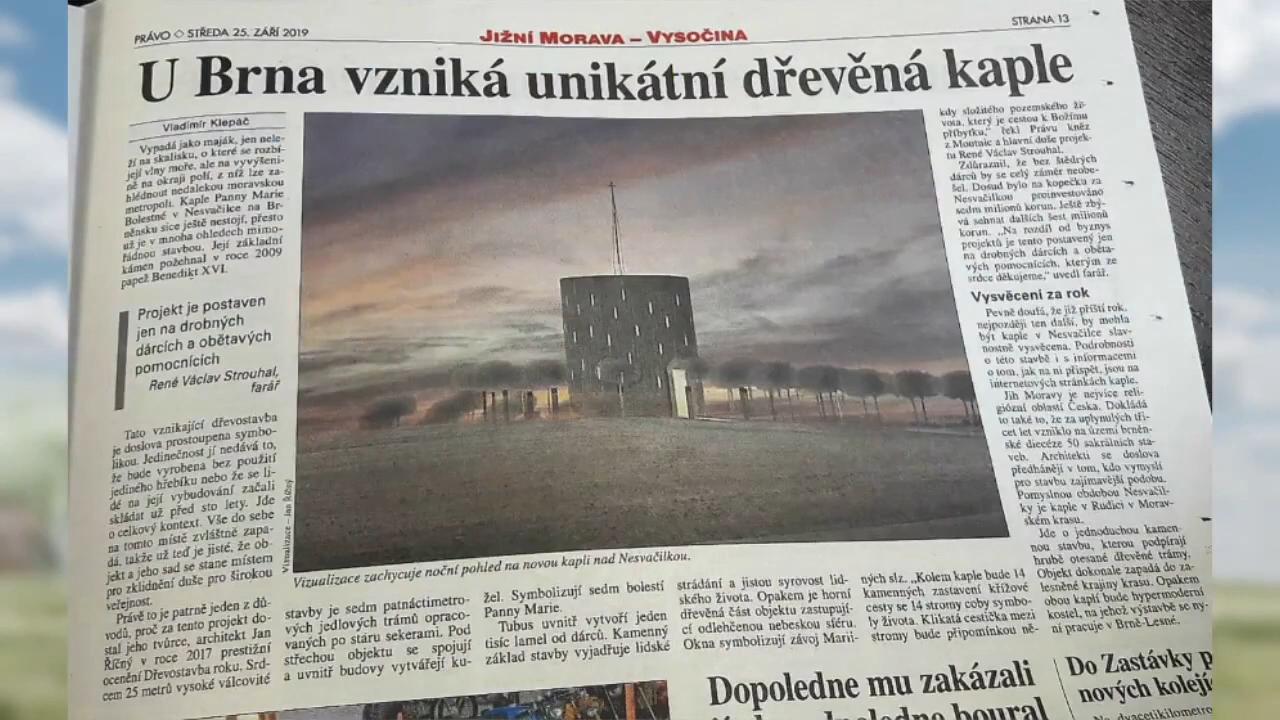 PRÁVO ◇ STŘEDA 25. ZÁŘÍ 2019
JIŽNÍ MORAVA – VYSOČINA
STRANA 13
U Brna vzniká unikátní dřevěná kaple
Vladimír Klepáč
Vypadá jako maják, jen nele-
ží na skalisku, o které se rozbí-
její vlny moře, ale na vyvýšeni-
ně na okraji polí, z níž lze za-
hlédnout nedalekou moravskou
metropoli. Kaple Panny Marie
Bolestné v Nesvačilce na Br-
něnsku sice ještě nestojí, přesto
už je v mnoha ohledech mimo-
řádnou stavbou. Její základní
kámen požehnal v roce 2009
papež Benedikt XVI.
Projekt je postaven
jen na drobných
dárcích a obětavých
pomocnících
René Václav Strouhal,
farář
Tato vznikající dřevostavba
je doslova prostoupena symbo-
likou. Jedinečnost jí nedává to,
že bude vyrobena bez použití
jediného hřebíku nebo že se li-
dé na její vybudování začali
skládat už před sto lety. Jde
o celkový kontext. Vše do sebe
na tomto místě zvláštně zapa-
dá, takže už teď je jisté, že ob-
jekt a jeho sad se stane místem
pro zklidnění duše pro širokou
veřejnost.
Právě to je patrně jeden z dů-
vodů, proč za tento projekt do-
stal jeho tvůrce, architekt Jan
Říčný v roce 2017 prestižní
ocenění Dřevostavba roku. Srd-
cem 25 metrů vysoké válcovité
Vizualizace – Jan Říčný
Vizualizace zachycuje noční pohled na novou kapli nad Nesvačilkou.
stavby je sedm patnáctimetro-
vých jedlových trámů opraco-
vaných po stáru sekerami. Pod
střechou objektu se spojují
a uvnitř budovy vytvářejí ku-
žel. Symbolizují sedm bolestí
Panny Marie.
Tubus uvnitř vytvoří jeden
tisíc lamel od dárců. Kamenný
základ stavby vyjadřuje lidské
strádání a jistou syrovost lid-
ského života. Opakem je horní
dřevěná část objektu zastupují-
cí odlehčenou nebeskou sféru.
Okna symbolizují závoj Marii-
ných slz. „Kolem kaple bude 14
kamenných zastavení křížové
cesty se 14 stromy coby symbo-
ly života. Klikatá cestička mezi
stromy bude připomínkou ně-
kdy složitého pozemského ži-
vota, který je cestou k Božímu
příbytku,“ řekl Právu kněz
z Moutnic a hlavní duše projek-
tu René Václav Strouhal.
Zdůraznil, že bez štědrých
dárců by se celý záměr neobe-
šel. Dosud bylo na kopečku za
Nesvačilkou proinvestováno
sedm milionů korun. Ještě zbý-
vá sehnat dalších šest milionů
korun. „Na rozdíl od byznys
projektů je tento postavený jen
na drobných dárcích a oběta-
vých pomocnících, kterým ze
srdce děkujeme,“ uvedl farář.
Vysvěcení za rok
Pevně doufá, že již příští rok,
nejpozději ten další, by mohla
být kaple v Nesvačilce slav-
nostně vysvěcena. Podrobnosti
o této stavbě i s informacemi
o tom, jak na ni přispět, jsou na
internetových stránkách kaple.
Jih Moravy je nejvíce reli-
giózní oblastí Česka. Dokládá
to také to, že za uplynulých tři-
cet let vzniklo na území brněn-
ské diecéze 50 sakrálních sta-
veb. Architekti se doslova
předhánějí v tom, kdo vymyslí
pro stavbu zajímavější podobu.
Pomyslnou obdobou Nesvačil-
ky je kaple v Rudici v Morav-
ském krasu.
Jde o jednoduchou kamen-
nou stavbu, kterou podpírají
hrubě otesané dřevěné trámy.
Objekt dokonale zapadá do za-
lesněné krajiny krasu. Opakem
obou kaplí bude hypermoderní
kostel, na jehož výstavbě se ny-
ní pracuje v Brně-Lesné.
Dopoledne mu zakázali
Do Zastávky p
nových kolejí